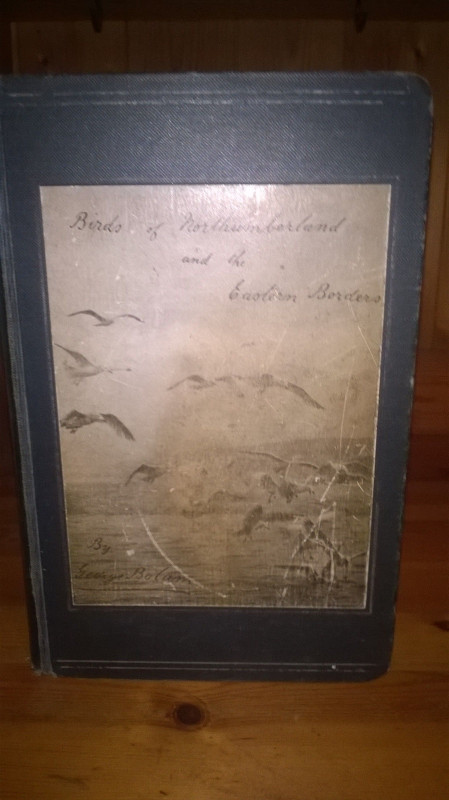 Birds of Northumberland
and the
Eastern Borders
By
George Bolam